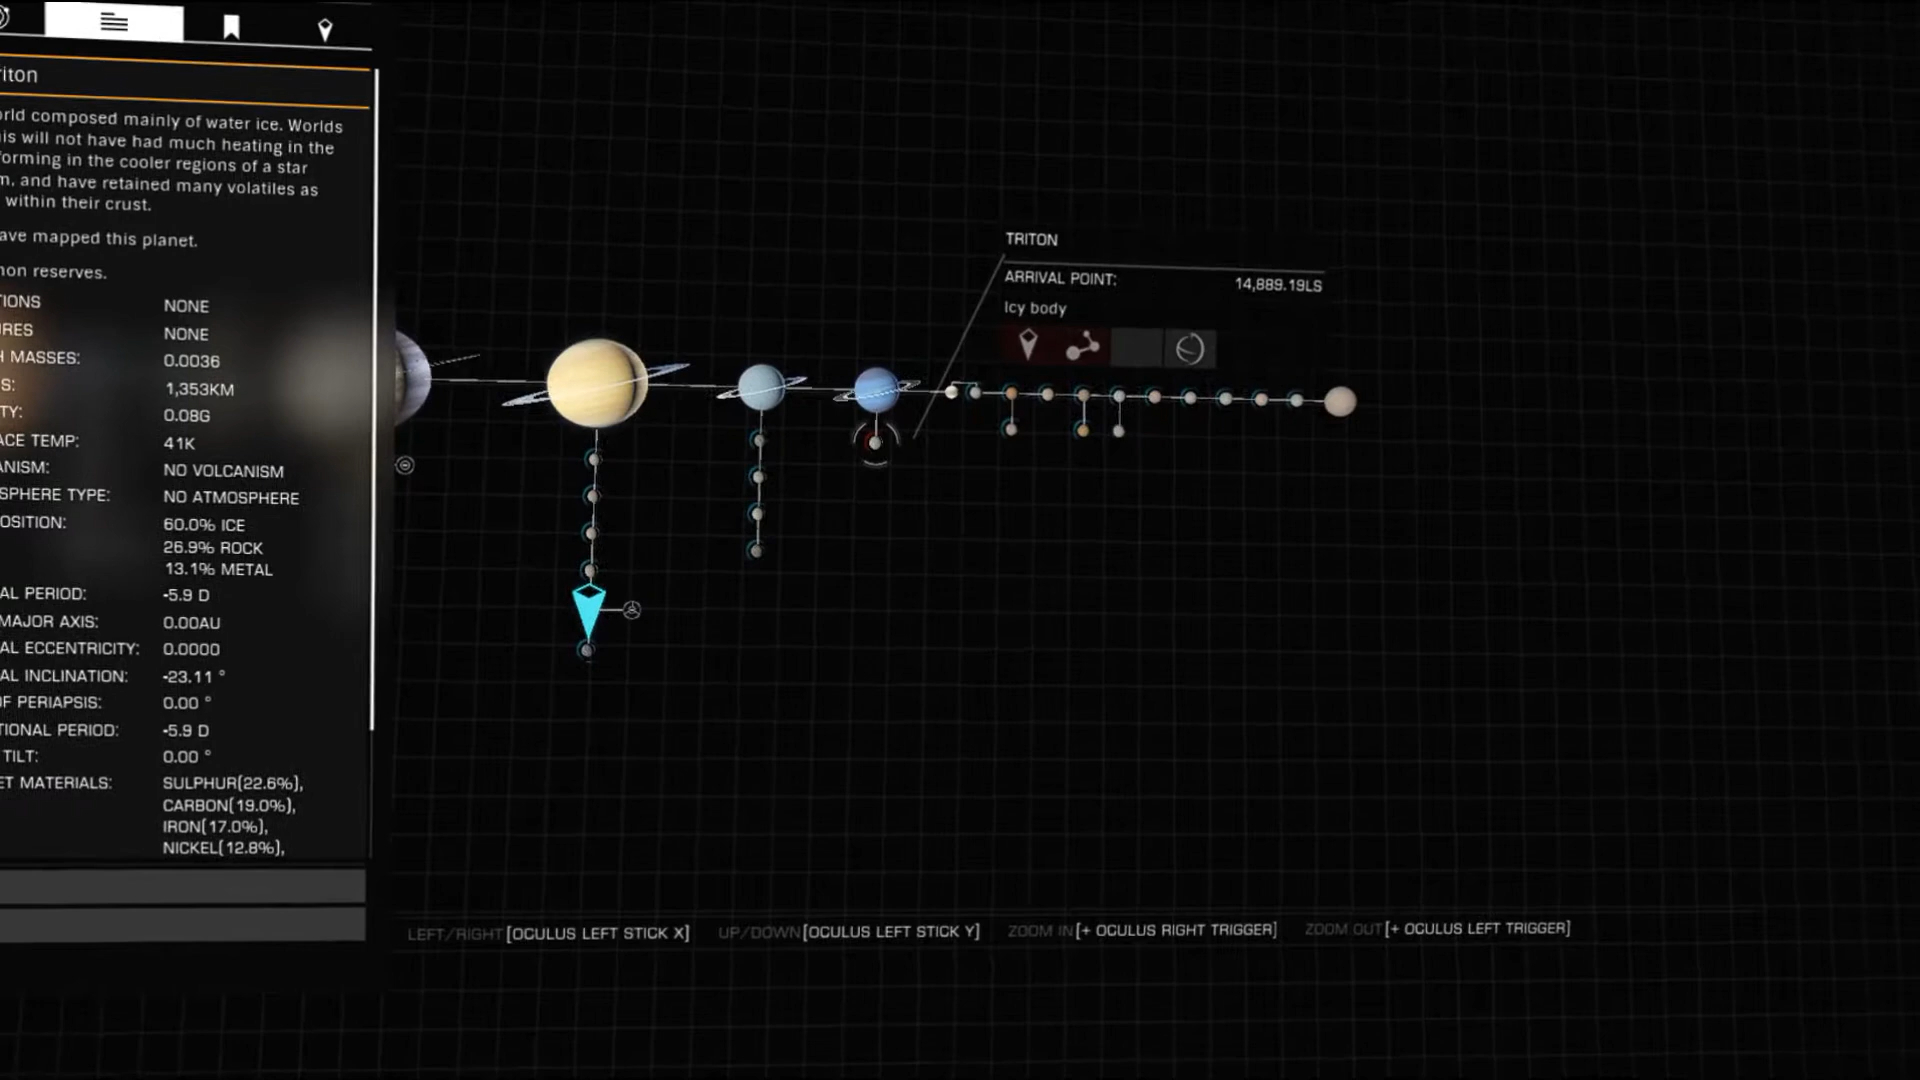 riton
orld composed mainly of water ice. Worlds
his will not have had much heating in the
forming in the cooler regions of a star
m, and have retained many volatiles as
within their crust.
ave mapped this planet.
mon reserves.
TIONS NONE
IRES NONE
H MASSES: 0.0036
S: 1,353KM
TY: 0.08G
ACE TEMP: 41K
ANISM: NO VOLCANISM
SPHERE TYPE: NO ATMOSPHERE
OSITION: 60.0% ICE
26.9% ROCK
13.1% METAL
AL PERIOD: -5.9 D
MAJOR AXIS: 0.00AU
AL ECCENTRICITY: 0.0000
AL INCLINATION: -23.11 °
OF PERIAPSIS: 0.00 °
TIONAL PERIOD: -5.9 D
TILT: 0.00 °
ET MATERIALS: SULPHUR(22.6%),
CARBON(19.0%),
IRON(17.0%),
NICKEL(12.8%),
TRITON
ARRIVAL POINT: 14,889.19LS
Icy body
LEFT/RIGHT [OCULUS LEFT STICK X] UP/DOWN [OCULUS LEFT STICK Y] ZOOM IN [+ OCULUS RIGHT TRIGGER] ZOOM OUT [+ OCULUS LEFT TRIGGER]